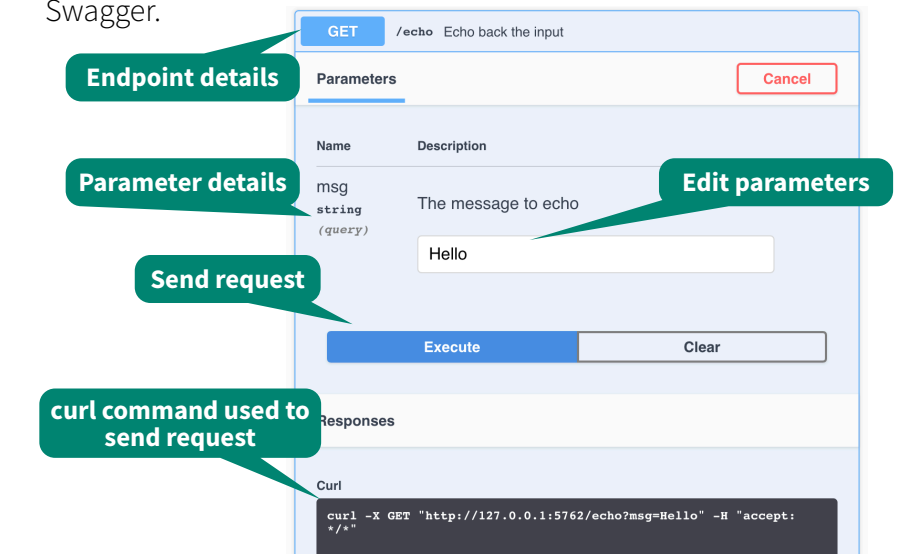 Swagger.
GET /echo Echo back the input
Endpoint details
Parameters
Cancel
Name Description
Parameter details
Edit parameters
msg
string
(query)
The message to echo
Hello
Send request
Execute Clear
curl command used to
send request
Responses
Curl
curl -X GET "http://127.0.0.1:5762/echo?msg=Hello" -H "accept:
*/*"